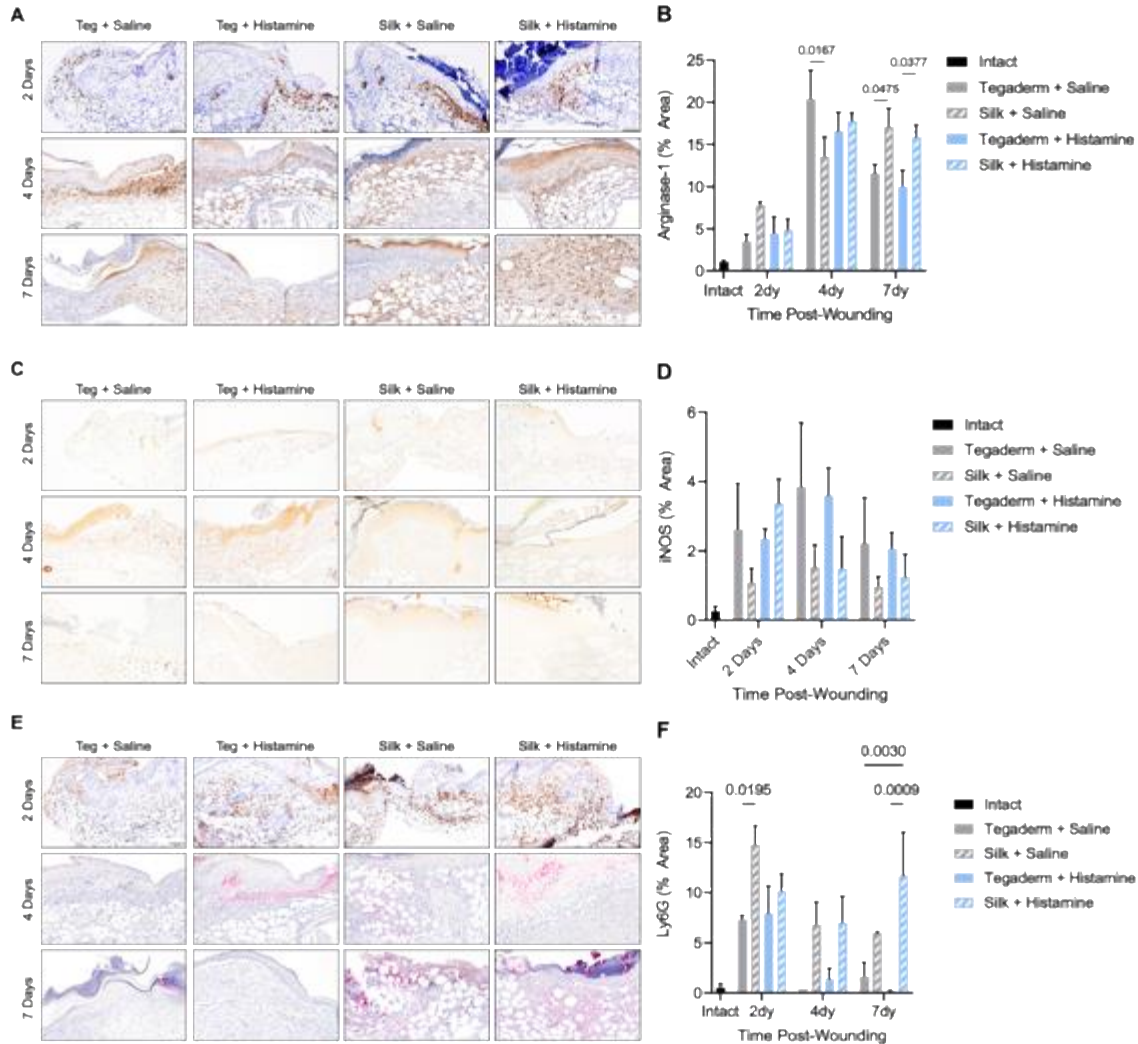 A
Teg + Saline
Teg + Histamine
Silk + Saline
Silk + Histamine
2 Days
4 Days
7 Days
B
Arginase-1 (% Area)
25
20
15
10
5
0
0.0167
0.0475
0.0377
Intact
2dy
4dy
7dy
Time Post-Wounding
Intact
Tegaderm + Saline
Silk + Saline
Tegaderm + Histamine
Silk + Histamine
C
Teg + Saline
Teg + Histamine
Silk + Saline
Silk + Histamine
2 Days
4 Days
7 Days
D
iNOS (% Area)
6
4
2
0
Intact
2 Days
4 Days
7 Days
Time Post-Wounding
Intact
Tegaderm + Saline
Silk + Saline
Tegaderm + Histamine
Silk + Histamine
E
Teg + Saline
Teg + Histamine
Silk + Saline
Silk + Histamine
2 Days
4 Days
7 Days
F
Ly6G (% Area)
20
15
10
5
0
0.0195
0.0030
0.0009
Intact
2dy
4dy
7dy
Time Post-Wounding
Intact
Tegaderm + Saline
Silk + Saline
Tegaderm + Histamine
Silk + Histamine